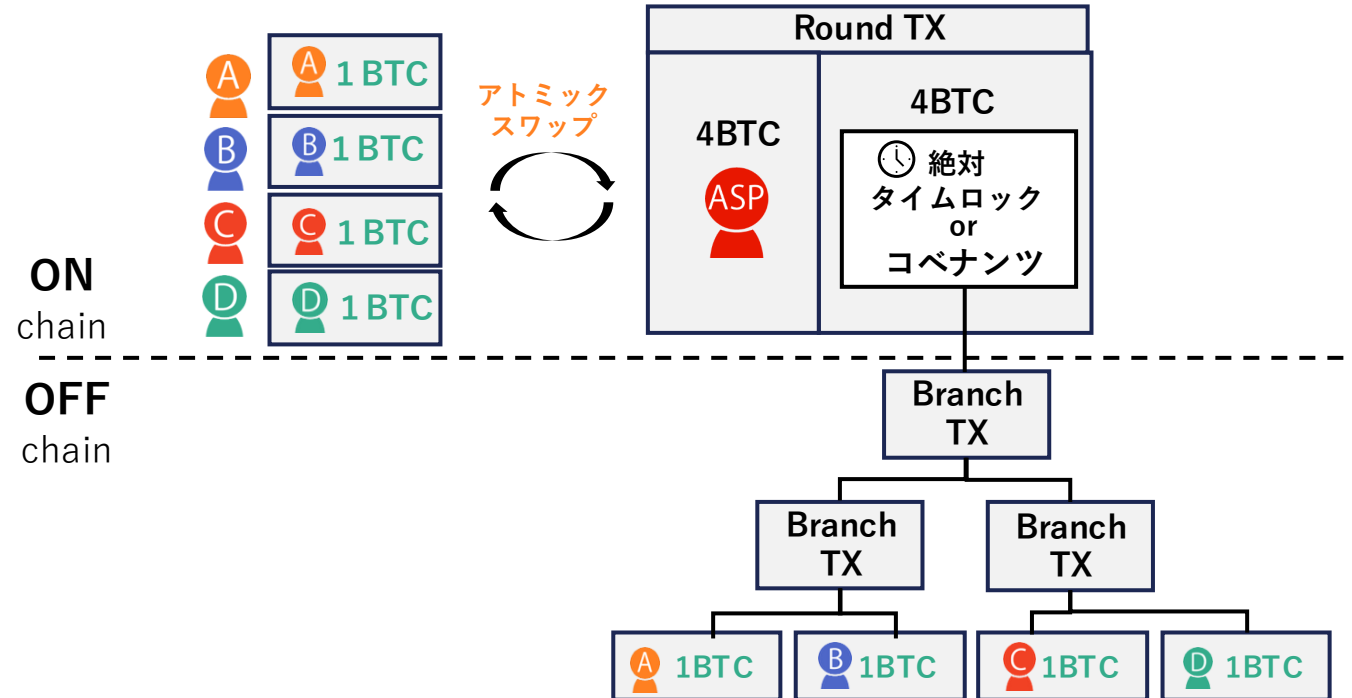 A
A 1 BTC
B
B 1 BTC
C
C 1 BTC
D
D 1 BTC
アトミック
スワップ
Round TX
4BTC
ASP
4BTC
絶対
タイムロック
or
コベナンツ
ON
chain
OFF
chain
Branch
TX
Branch
TX
Branch
TX
A 1BTC
B 1BTC
C 1BTC
D 1BTC